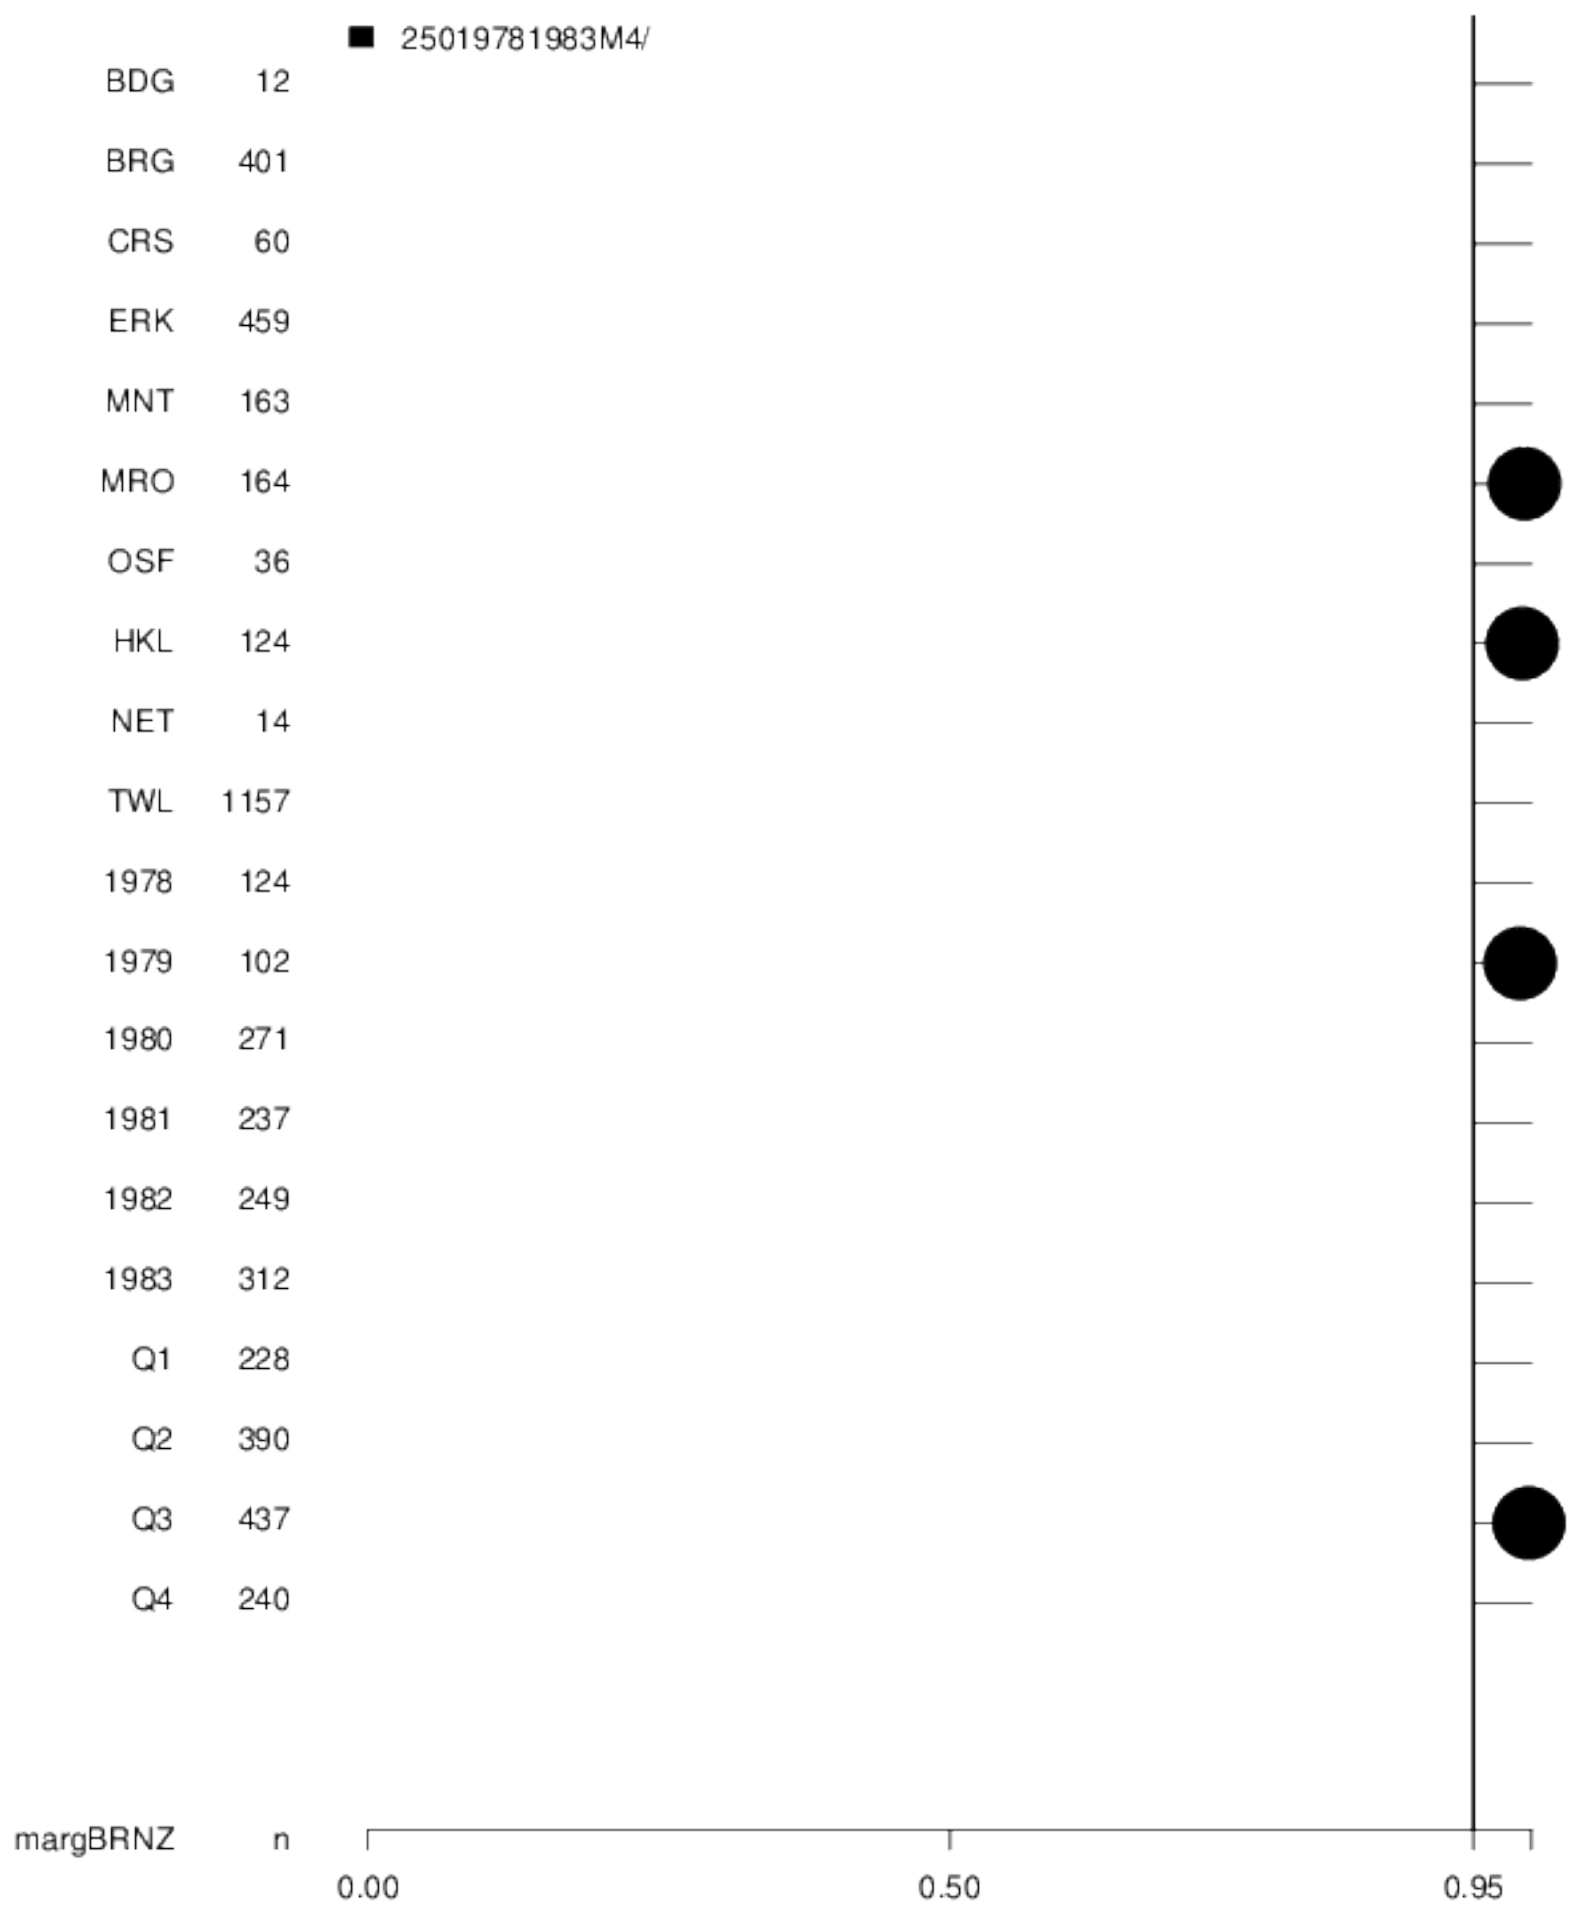 25019781983M4/
BDG 12
BRG 401
CRS 60
ERK 459
MNT 163
MRO 164
OSF 36
HKL 124
NET 14
TWL 1157
1978 124
1979 102
1980 271
1981 237
1982 249
1983 312
Q1 228
Q2 390
Q3 437
Q4 240
margBRNZ n
0.00 0.50 0.95